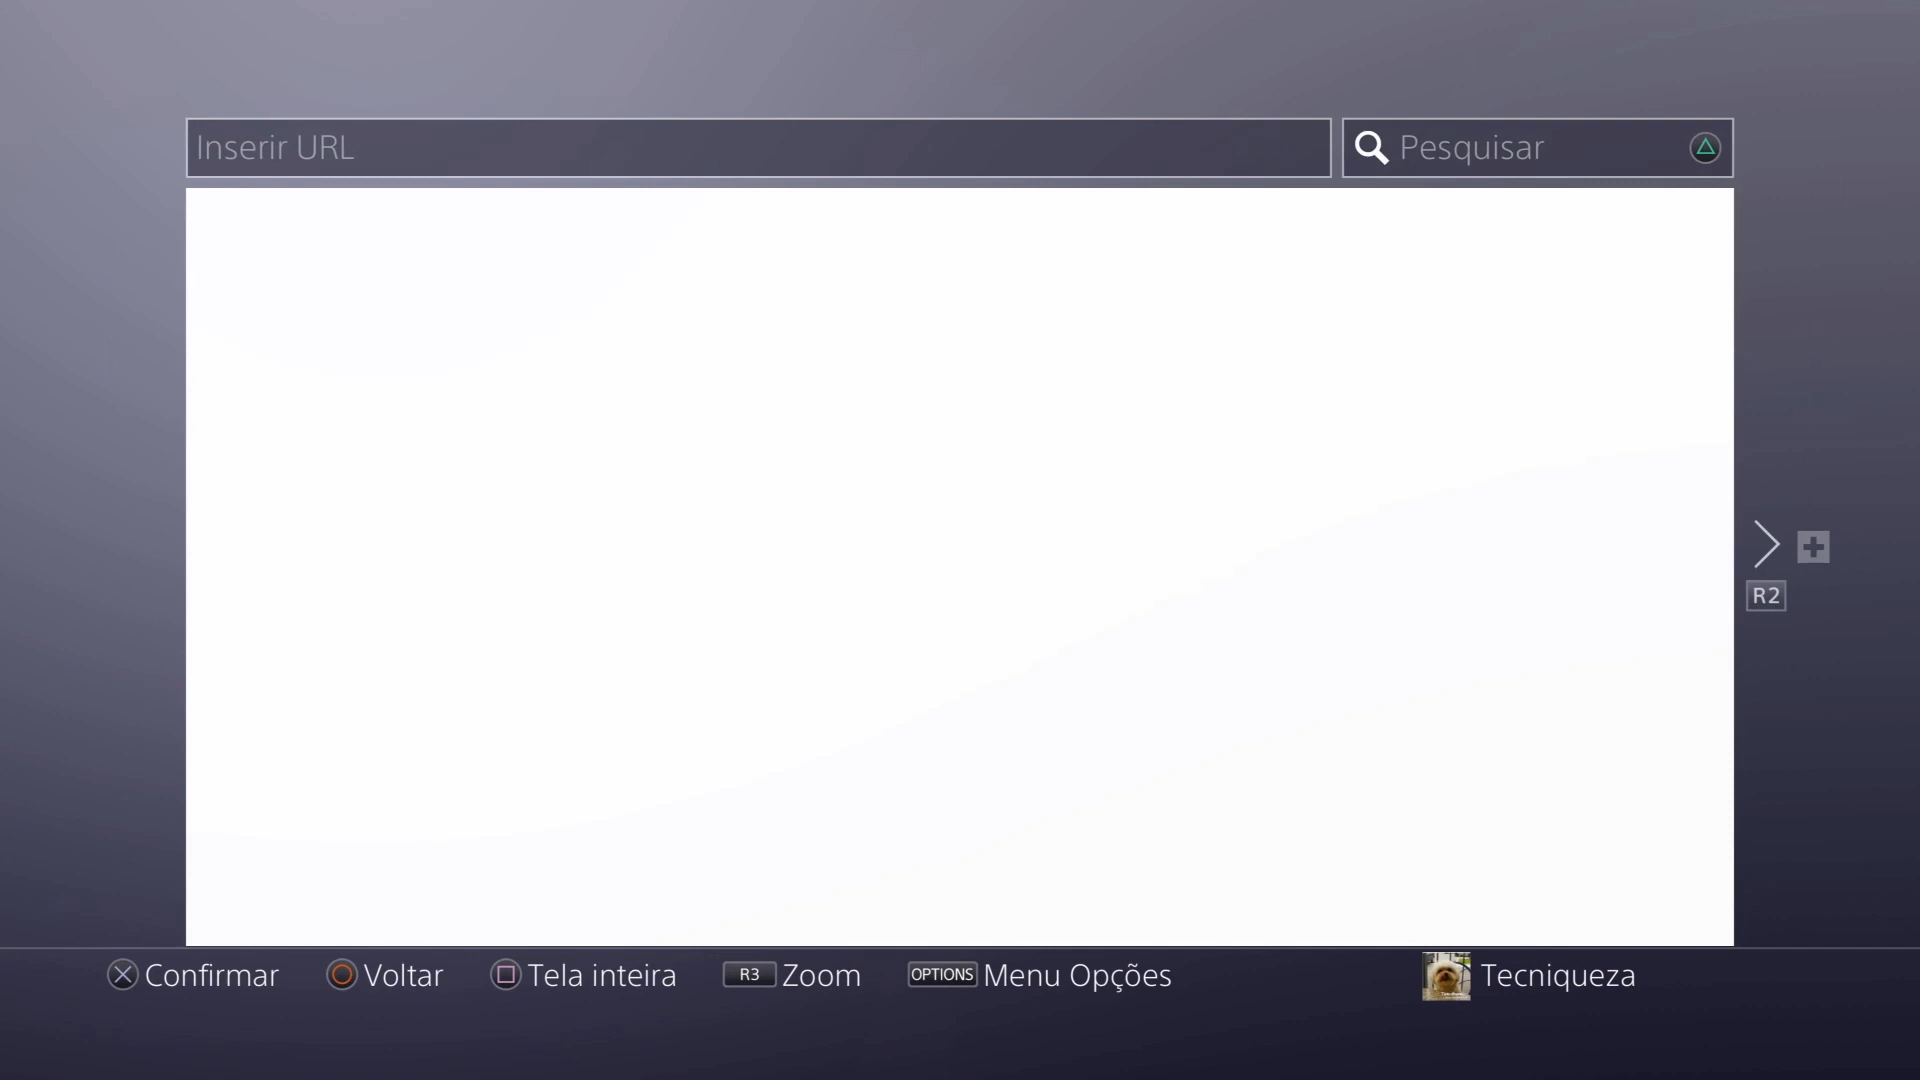 Inserir URL
Pesquisar
R2
Confirmar
Voltar
Tela inteira
R3 Zoom
OPTIONS Menu Opções
Tecniqueza